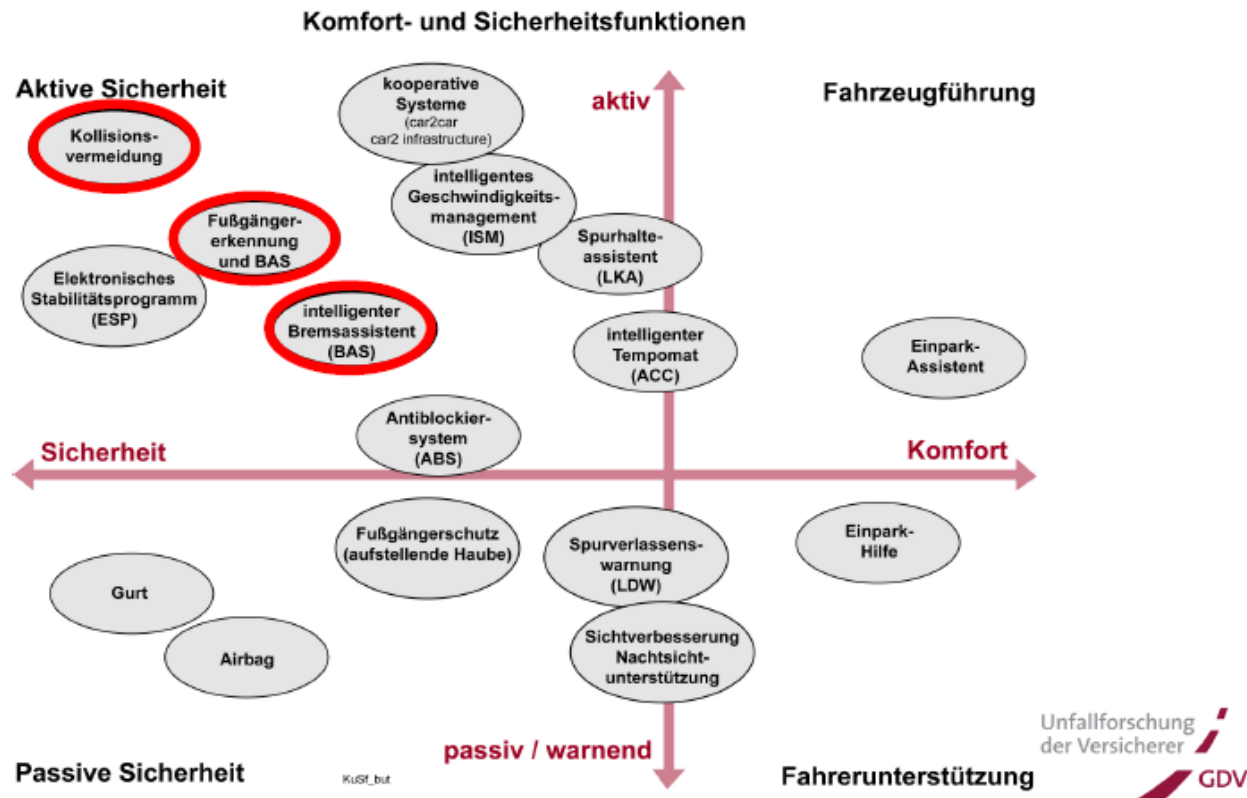 Komfort- und Sicherheitsfunktionen
Aktive Sicherheit
aktiv
Fahrzeugführung
Kollisions-
vermeidung
kooperative
Systeme
(car2car
car2 infrastructure)
intelligentes
Geschwindigkeits-
management
(ISM)
Fußgänger-
erkennung
und BAS
Spurhalte-
assistent
(LKA)
Elektronisches
Stabilitätsprogramm
(ESP)
intelligenter
Bremsassistent
(BAS)
intelligenter
Tempomat
(ACC)
Einpark-
Assistent
Antiblockier-
system
(ABS)
Sicherheit
Komfort
Fußgängerschutz
(aufstellende Haube)
Spurverlassens-
warnung
(LDW)
Einpark-
Hilfe
Gurt
Airbag
Sichtverbesserung
Nachtsicht-
unterstützung
passiv / warnend
Passive Sicherheit
KuSf_but
Fahrerunterstützung
Unfallforschung
der Versicherer
GDV